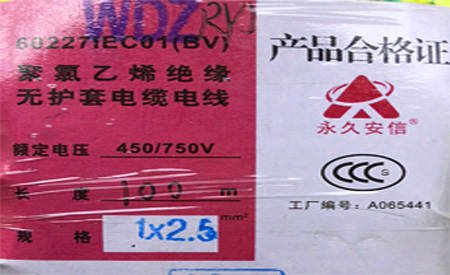 WDZRVJ
60227IEC01(BV)
聚氯乙烯绝缘
无护套电缆电线
额定电压 450/750V
长度 100 m
规格 1x2.5 mm²
产品合格证
永久安信®
CCC S
工厂编号: A065441